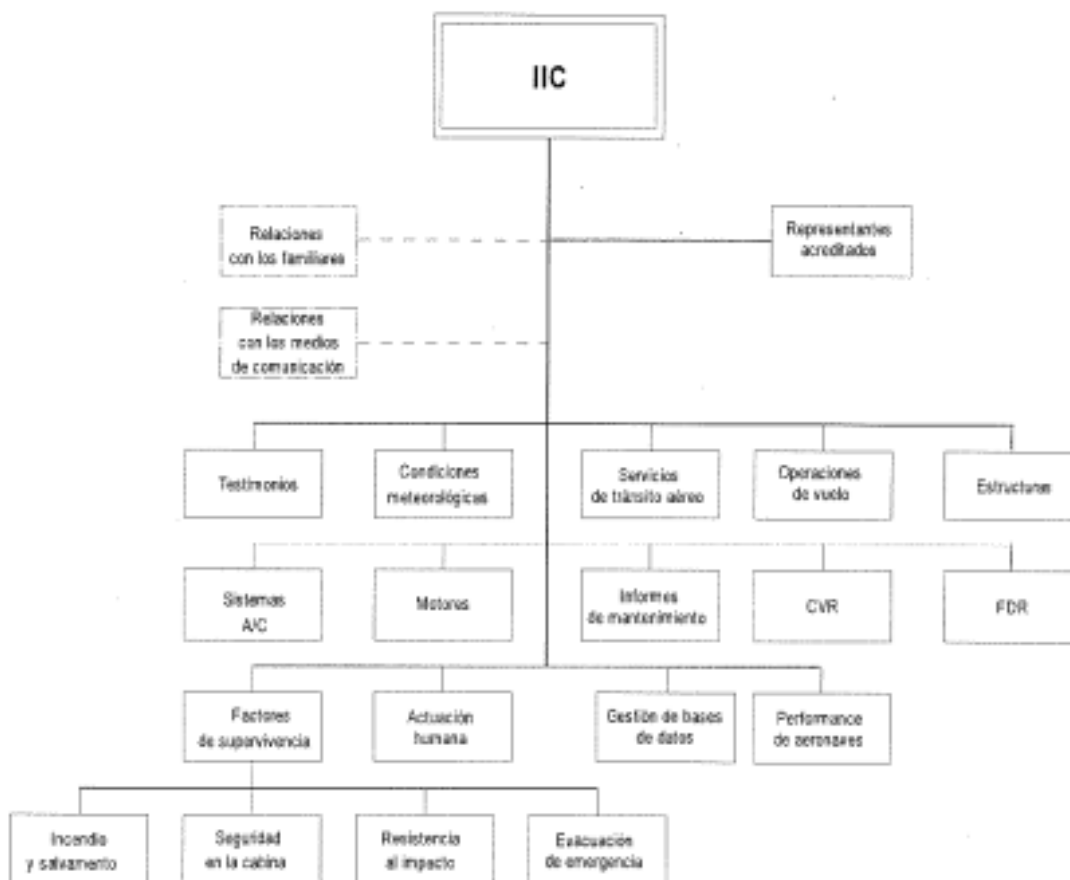 IIC
Relaciones
con los familiares
Representantes
acreditados
Relaciones
con los medios
de comunicación
Testimonios
Condiciones
meteorológicas
Servicios
de tránsito aéreo
Operaciones
de vuelo
Estructuras
Sistemas
A/C
Motores
Informes
de mantenimiento
CVR
FDR
Factores
de supervivencia
Actuación
humana
Gestión de bases
de datos
Performance
de aeronaves
Incendio
y salvamento
Seguridad
en la cabina
Resistencia
al impacto
Evacuación
de emergencia